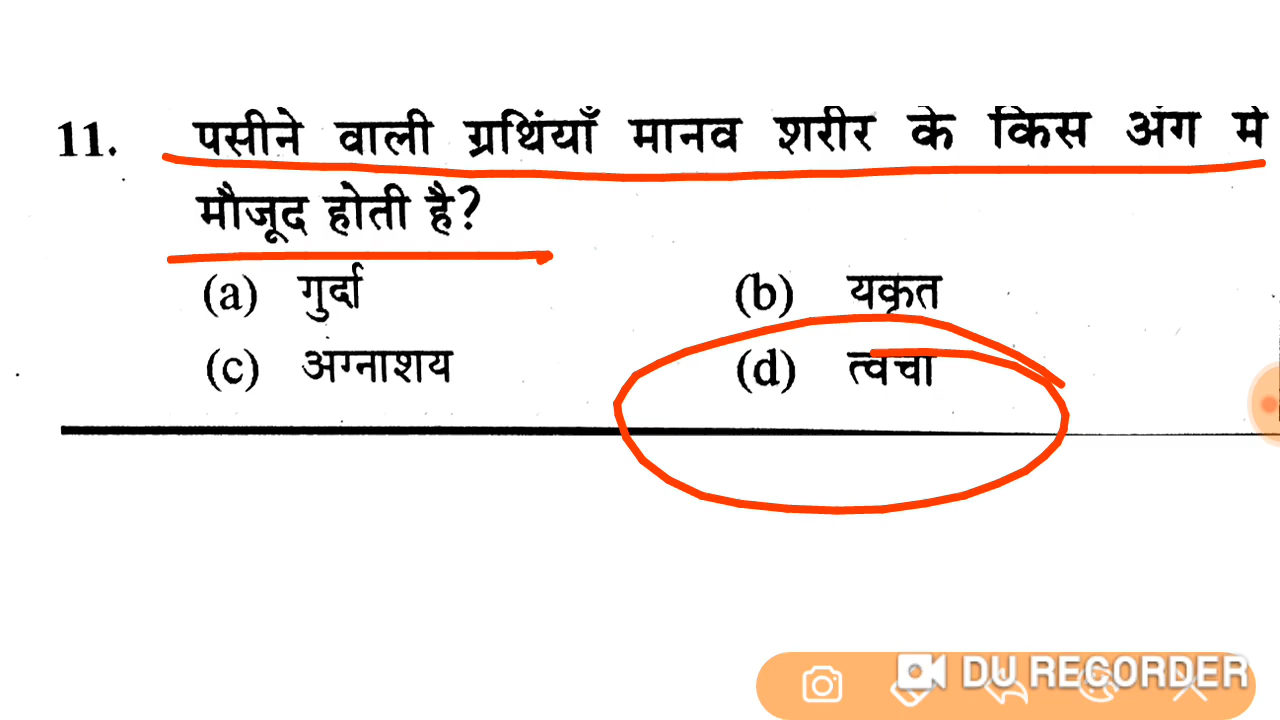 11. पसीने वाली ग्रथिंयाँ मानव शरीर के किस अंग में
मौजूद होती है?
(a) गुर्दा (b) यकृत
(c) अग्नाशय (d) त्वचा
DU RECORDER